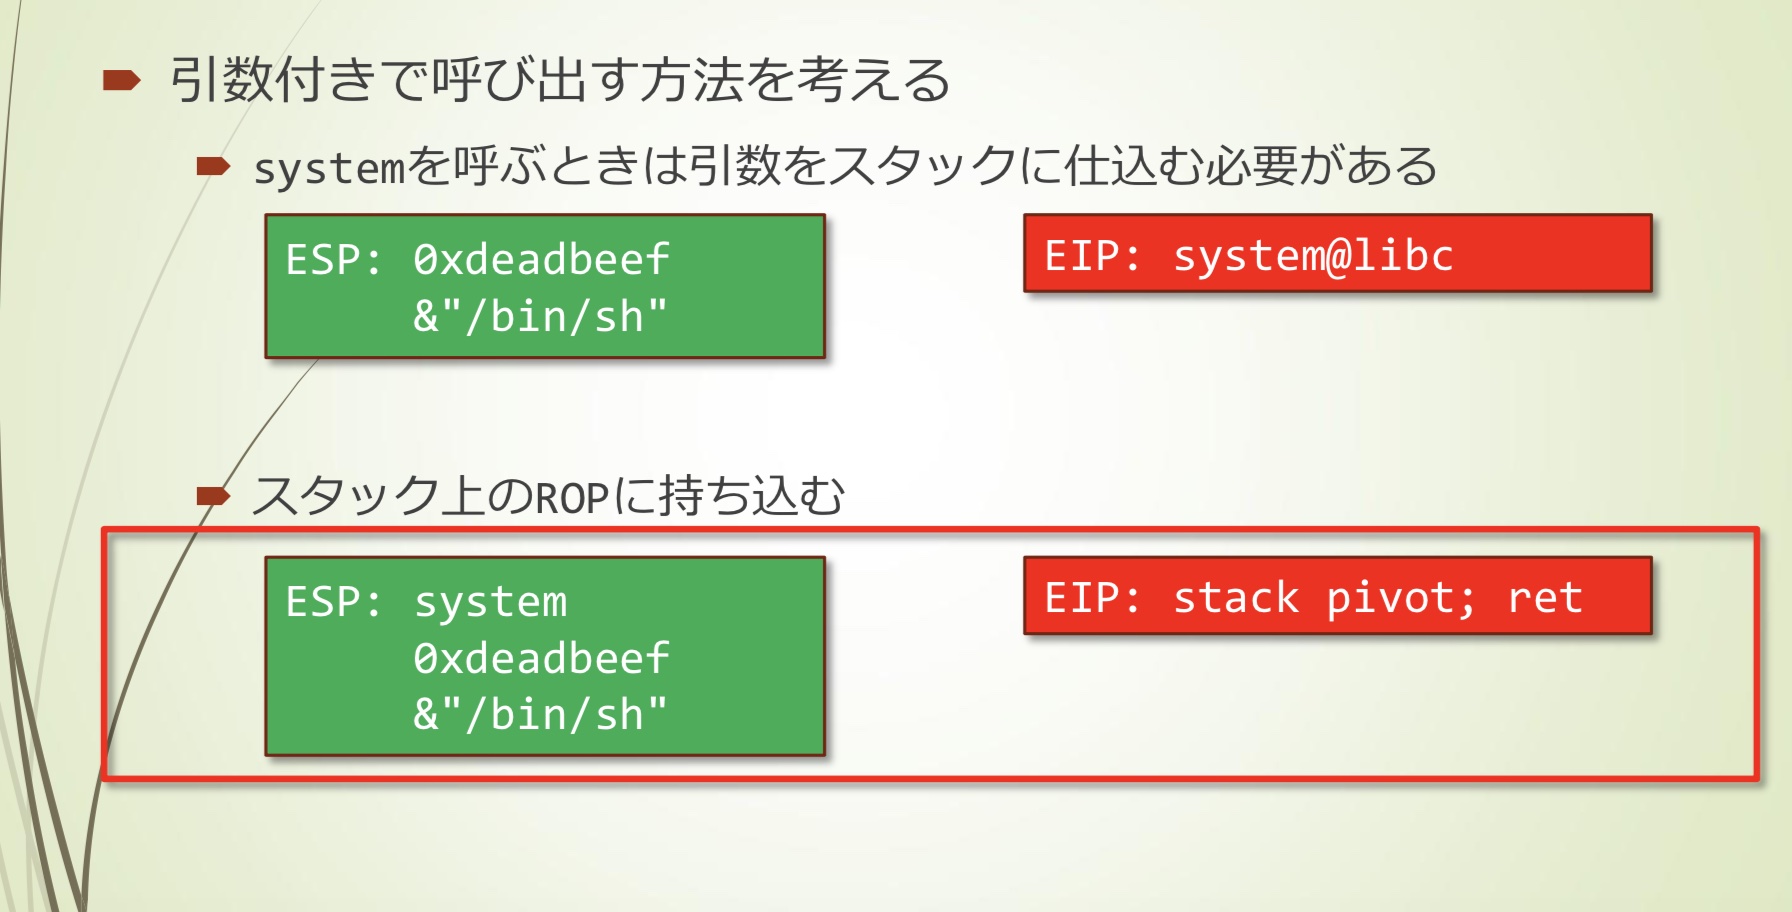 引数付きで呼び出す方法を考える
systemを呼ぶときは引数をスタックに仕込む必要がある
ESP: 0xdeadbeef
&"/bin/sh"
EIP: system@libc
スタック上のROPに持ち込む
ESP: system
0xdeadbeef
&"/bin/sh"
EIP: stack pivot; ret